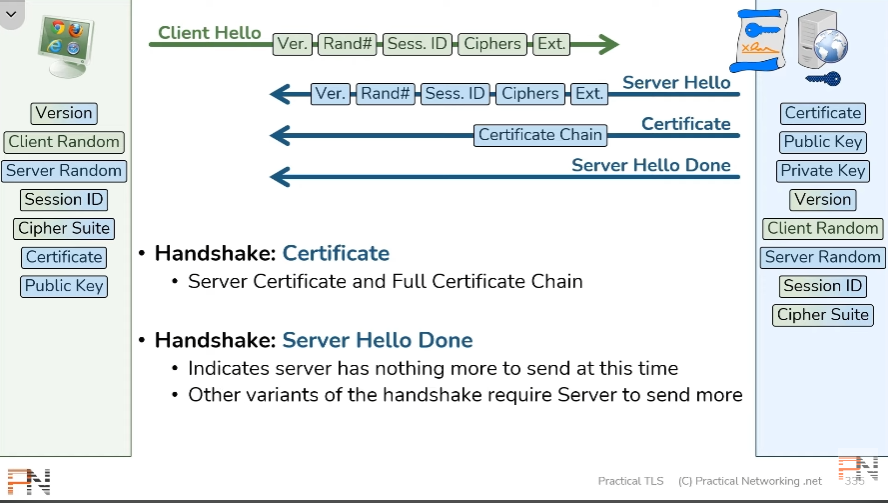 Client Hello
Ver. Rand# Sess. ID Ciphers Ext.
Server Hello
Ver. Rand# Sess. ID Ciphers Ext.
Certificate
Certificate Chain
Server Hello Done
Version
Client Random
Server Random
Session ID
Cipher Suite
Certificate
Public Key
Certificate
Public Key
Private Key
Version
Client Random
Server Random
Session ID
Cipher Suite
• Handshake: Certificate
• Server Certificate and Full Certificate Chain
• Handshake: Server Hello Done
• Indicates server has nothing more to send at this time
• Other variants of the handshake require Server to send more
PN
Practical TLS (C) Practical Networking .net
PN